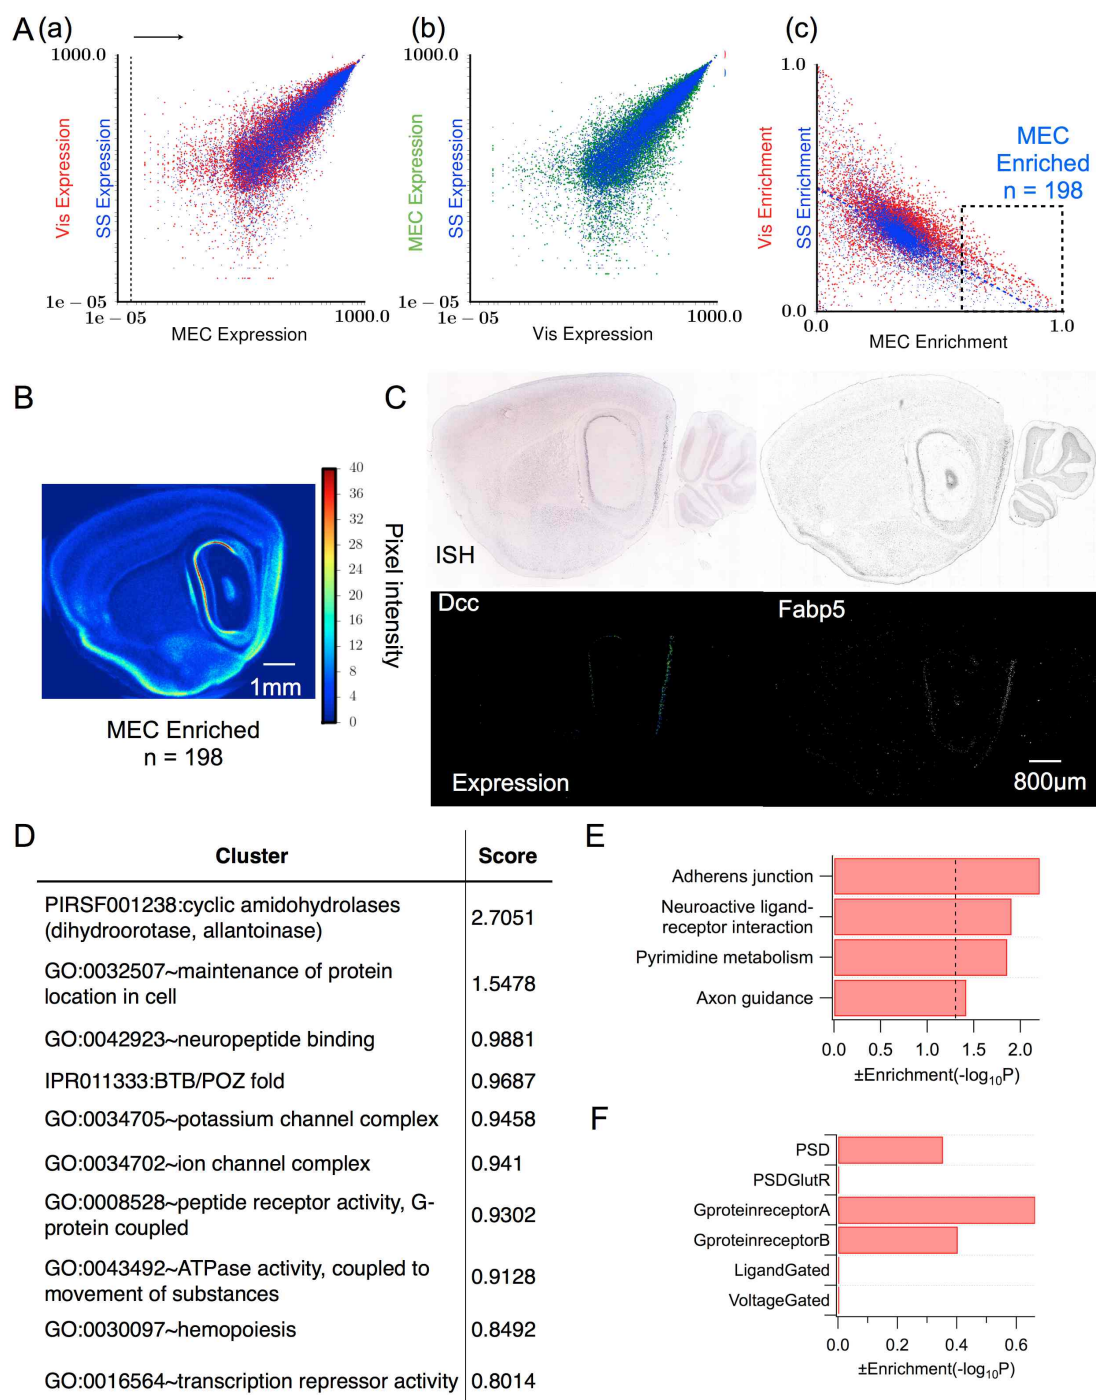 A (a)
(b)
(c)
1000.0
Vis Expression
SS Expression
1e − 05
1e − 05
MEC Expression
1000.0
1000.0
MEC Expression
SS Expression
1e − 05
1e − 05
Vis Expression
1000.0
1.0
Vis Enrichment
SS Enrichment
0.0
0.0
MEC Enrichment
1.0
MEC
Enriched
n = 198
B
40
36
32
28
24
20
16
12
8
4
0
Pixel intensity
1mm
MEC Enriched
n = 198
C
ISH
Dcc
Fabp5
Expression
800µm
D
Cluster Score
PIRSF001238:cyclic amidohydrolases
(dihydroorotase, allantoinase)
2.7051
GO:0032507~maintenance of protein
location in cell
1.5478
GO:0042923~neuropeptide binding 0.9881
IPR011333:BTB/POZ fold 0.9687
GO:0034705~potassium channel complex 0.9458
GO:0034702~ion channel complex 0.941
GO:0008528~peptide receptor activity, G-
protein coupled
0.9302
GO:0043492~ATPase activity, coupled to
movement of substances
0.9128
GO:0030097~hemopoiesis 0.8492
GO:0016564~transcription repressor activity 0.8014
E
Adherens junction
Neuroactive ligand-
receptor interaction
Pyrimidine metabolism
Axon guidance
0.0 0.5 1.0 1.5 2.0
±Enrichment(-log₁₀P)
F
PSD
PSDGlutR
GproteinreceptorA
GproteinreceptorB
LigandGated
VoltageGated
0.0 0.2 0.4 0.6
±Enrichment(-log₁₀P)